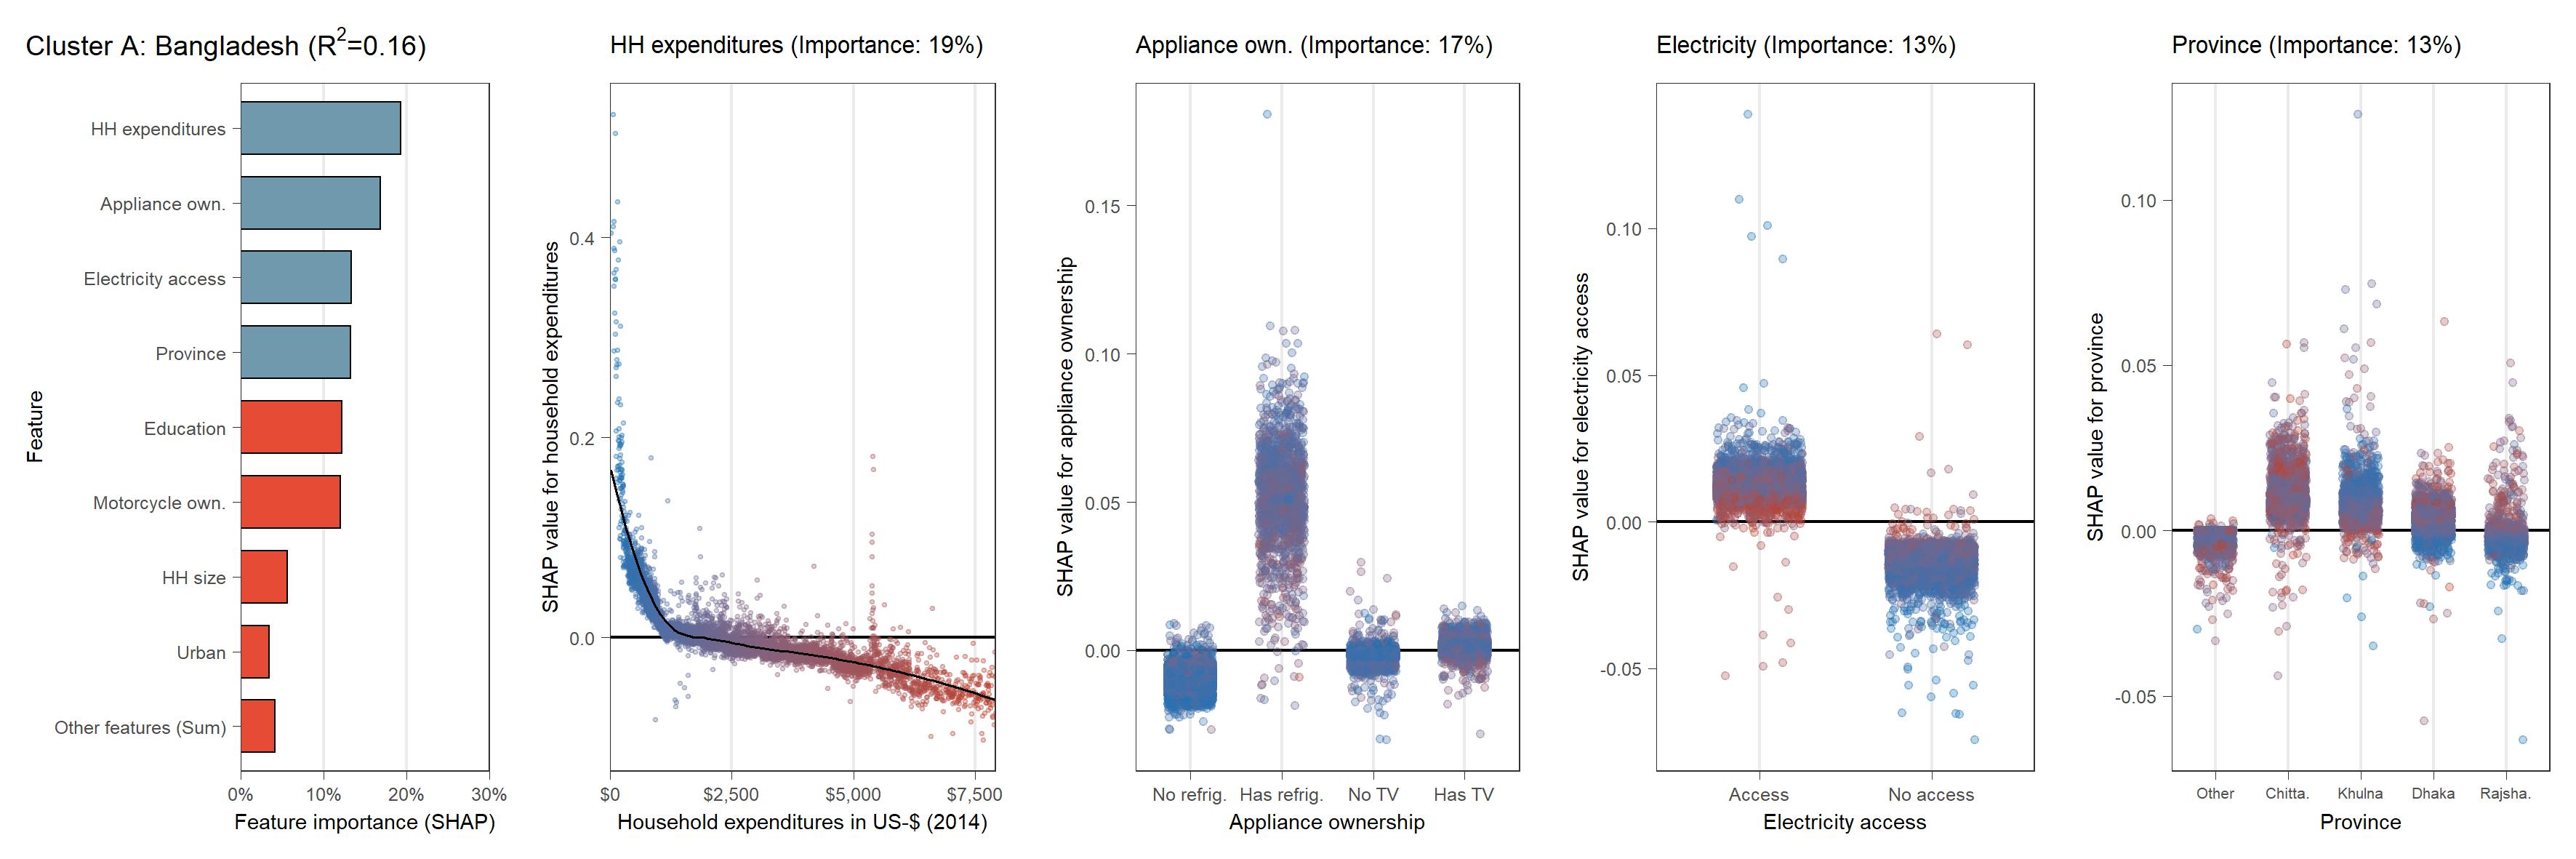 Cluster A: Bangladesh (R²=0.16)
Feature
HH expenditures
Appliance own.
Electricity access
Province
Education
Motorcycle own.
HH size
Urban
Other features (Sum)
0% 10% 20% 30%
Feature importance (SHAP)
HH expenditures (Importance: 19%)
SHAP value for household expenditures
0.4
0.2
0.0
$0 $2,500 $5,000 $7,500
Household expenditures in US-$ (2014)
Appliance own. (Importance: 17%)
SHAP value for appliance ownership
0.15
0.10
0.05
0.00
No refrig. Has refrig. No TV Has TV
Appliance ownership
Electricity (Importance: 13%)
SHAP value for electricity access
0.10
0.05
0.00
-0.05
Access No access
Electricity access
Province (Importance: 13%)
SHAP value for province
0.10
0.05
0.00
-0.05
Other Chitta. Khulna Dhaka Rajsha.
Province